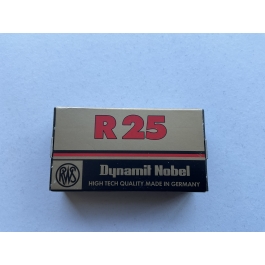 R 25
RWS
Dynamit Nobel
HIGH TECH QUALITY MADE IN GERMANY